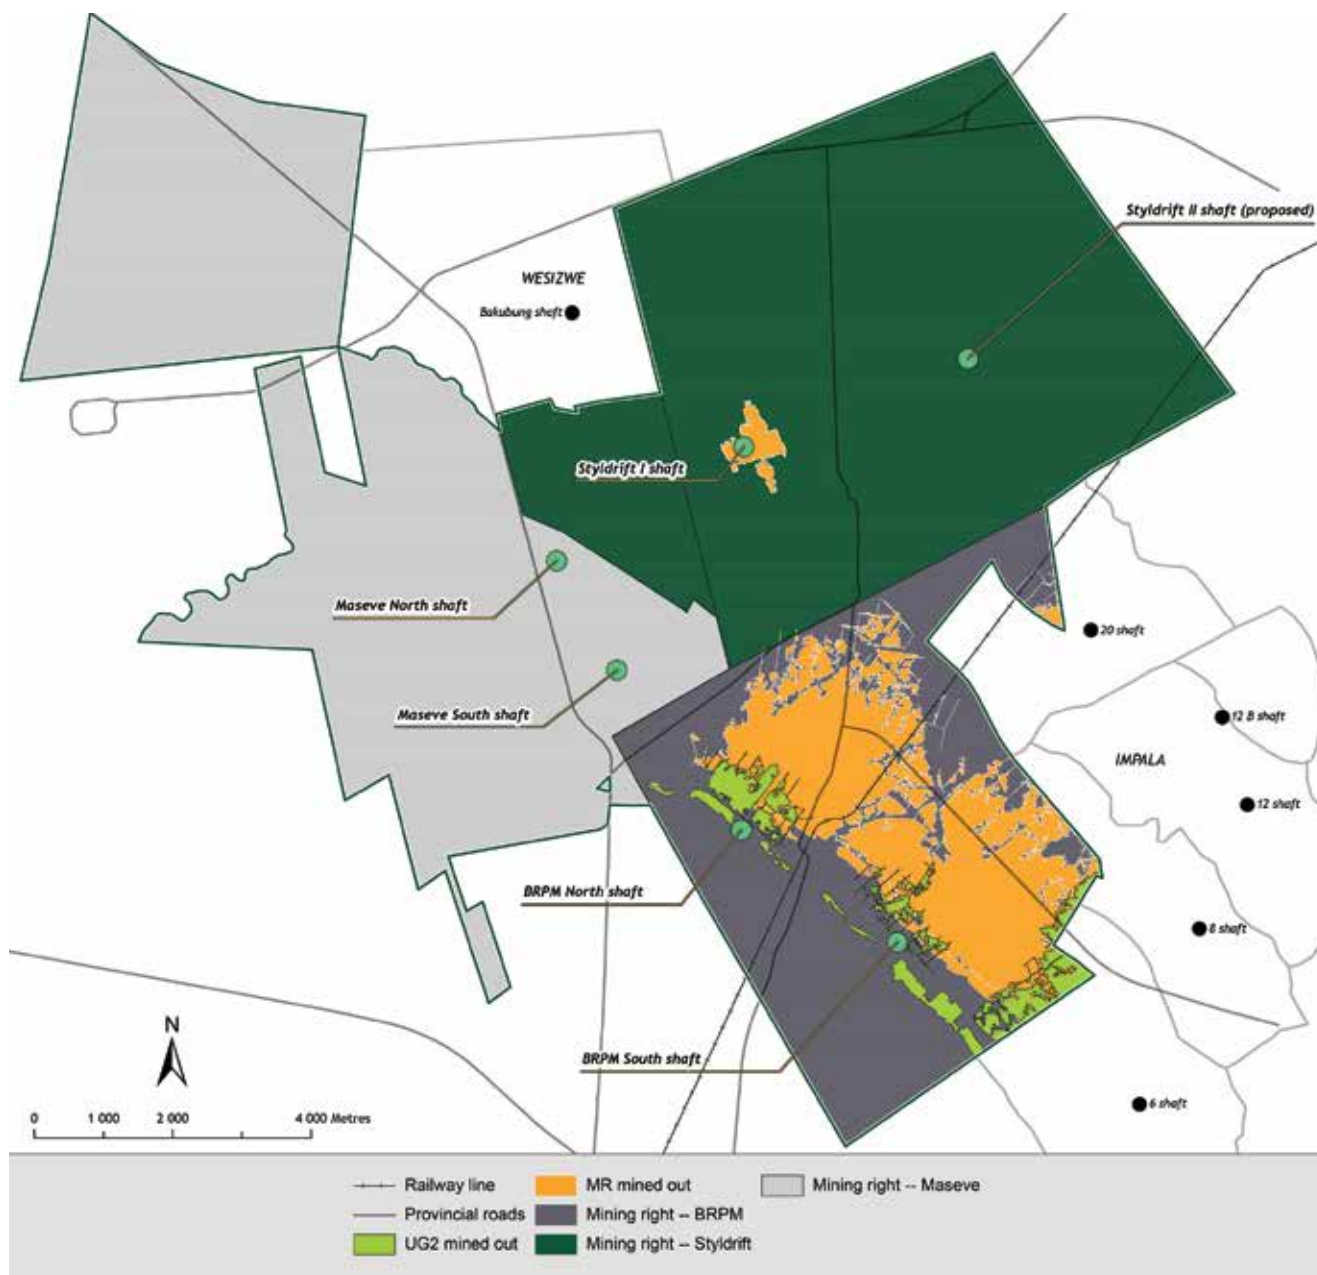 Styldrift II shaft (proposed)
WESIZWE
Bakubung shaft
Styldrift I shaft
Maseve North shaft
20 shaft
Maseve South shaft
12 B shaft
IMPALA
12 shaft
BRPM North shaft
8 shaft
N
BRPM South shaft
6 shaft
0 1 000 2 000 4 000 Metres
Railway line
MR mined out
Mining right -- Maseve
Provincial roads
Mining right -- BRPM
UG2 mined out
Mining right -- Styldrift